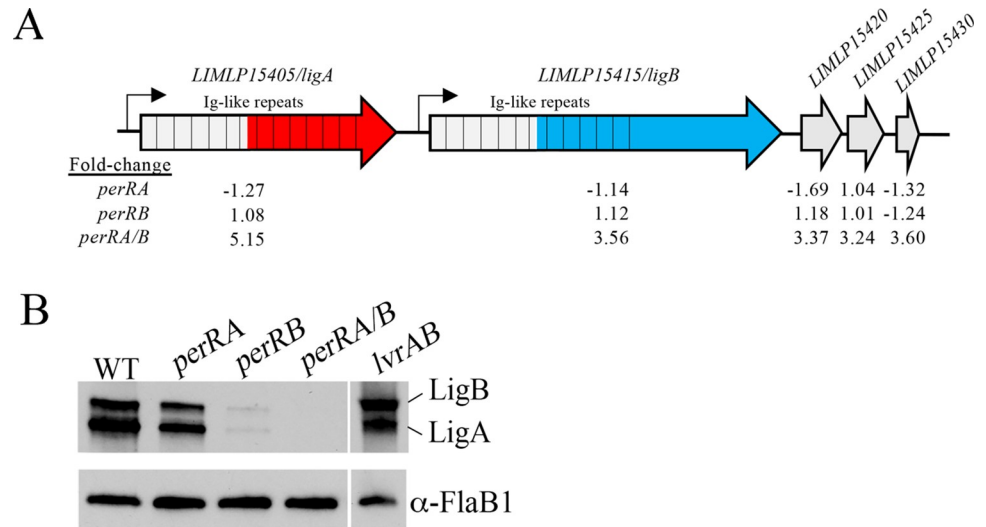 A
LIMLP15405/ligA
LIMLP15415/ligB
LIMLP15420
LIMLP15425
LIMLP15430
Ig-like repeats
Ig-like repeats
Fold-change
perRA -1.27 -1.14 -1.69 1.04 -1.32
perRB 1.08 1.12 1.18 1.01 -1.24
perRA/B 5.15 3.56 3.37 3.24 3.60
B
WT perRA perRB perRA/B lvrAB
LigB
LigA
α-FlaB1